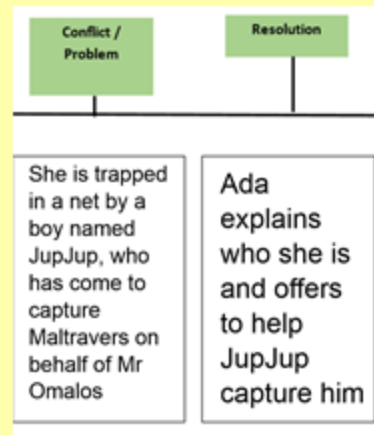 Conflict /
Problem
Resolution
She is trapped
in a net by a
boy named
JupJup, who
has come to
capture
Maltravers on
behalf of Mr
Omalos
Ada
explains
who she is
and offers
to help
JupJup
capture him